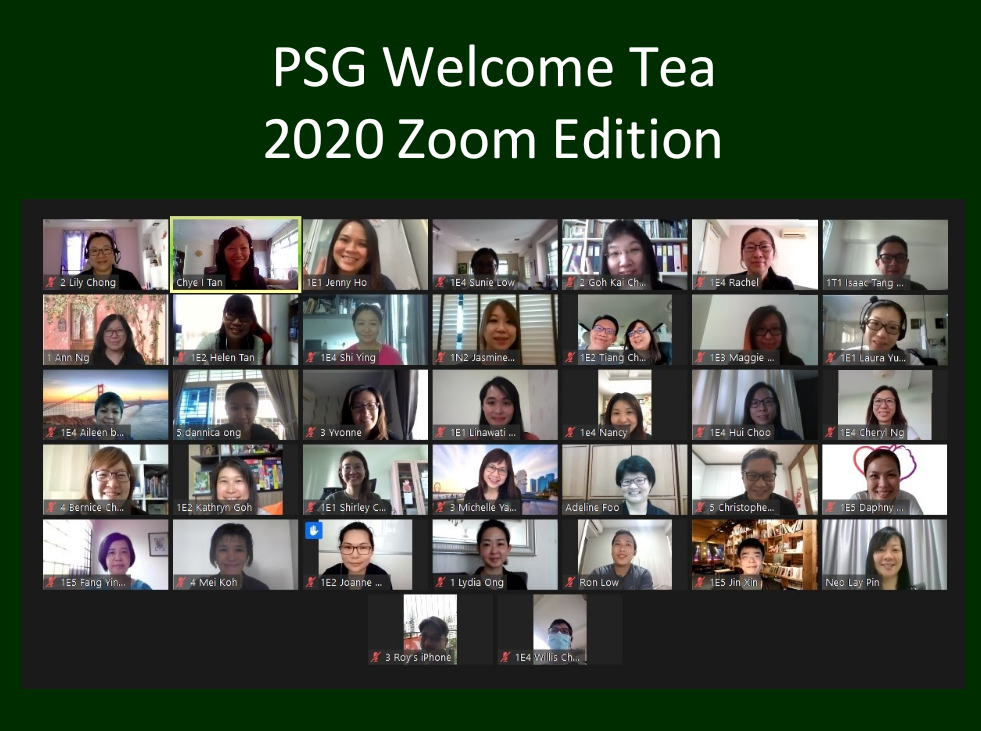 PSG Welcome Tea
2020 Zoom Edition
2 Lily Chong
Chye I Tan
1E1 Jenny Ho
1E4 Sunie Low
2 Goh Kai Ch...
1E4 Rachel
1T1 Isaac Tang ...
1 Ann Ng
1E2 Helen Tan
1E4 Shi Ying
1N2 Jasmine...
1E2 Tiang Ch...
1E3 Maggie ...
1E1 Laura Yu...
1E4 Aileen b...
5 dannica ong
3 Yvonne
1E1 Linawati ...
1e4 Nancy
1E4 Hui Choo
1E4 Cheryl Ng
4 Bernice Ch...
1E2 Kathryn Goh
1E1 Shirley C...
3 Michelle Ya...
Adeline Foo
5 Christophe...
1E5 Daphny ...
1E5 Fang Yin...
4 Mei Koh
1E2 Joanne ...
1 Lydia Ong
Ron Low
1E5 Jin Xin
Neo Lay Pin
3 Roy's iPhone
1E4 Willis Ch...